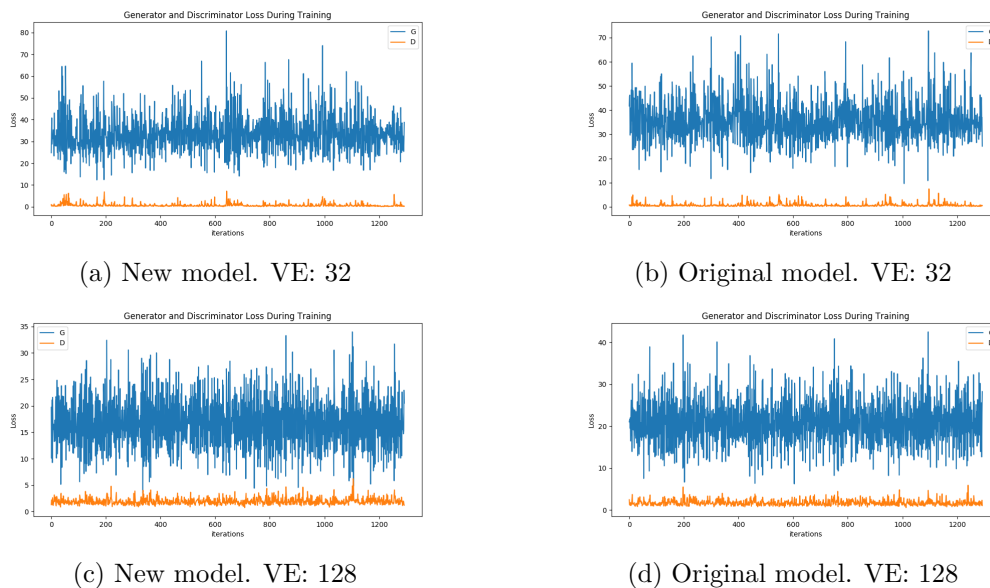 Generator and Discriminator Loss During Training
G
D
80
70
60
50
40
30
20
10
0
Loss
0 200 400 600 800 1000 1200
iterations
(a) New model. VE: 32
Generator and Discriminator Loss During Training
G
D
70
60
50
40
30
20
10
0
Loss
0 200 400 600 800 1000 1200
iterations
(b) Original model. VE: 32
Generator and Discriminator Loss During Training
G
D
35
30
25
20
15
10
5
0
Loss
0 200 400 600 800 1000 1200
iterations
(c) New model. VE: 128
Generator and Discriminator Loss During Training
40
30
20
10
0
Loss
0 200 400 600 800 1000 1200
iterations
(d) Original model. VE: 128